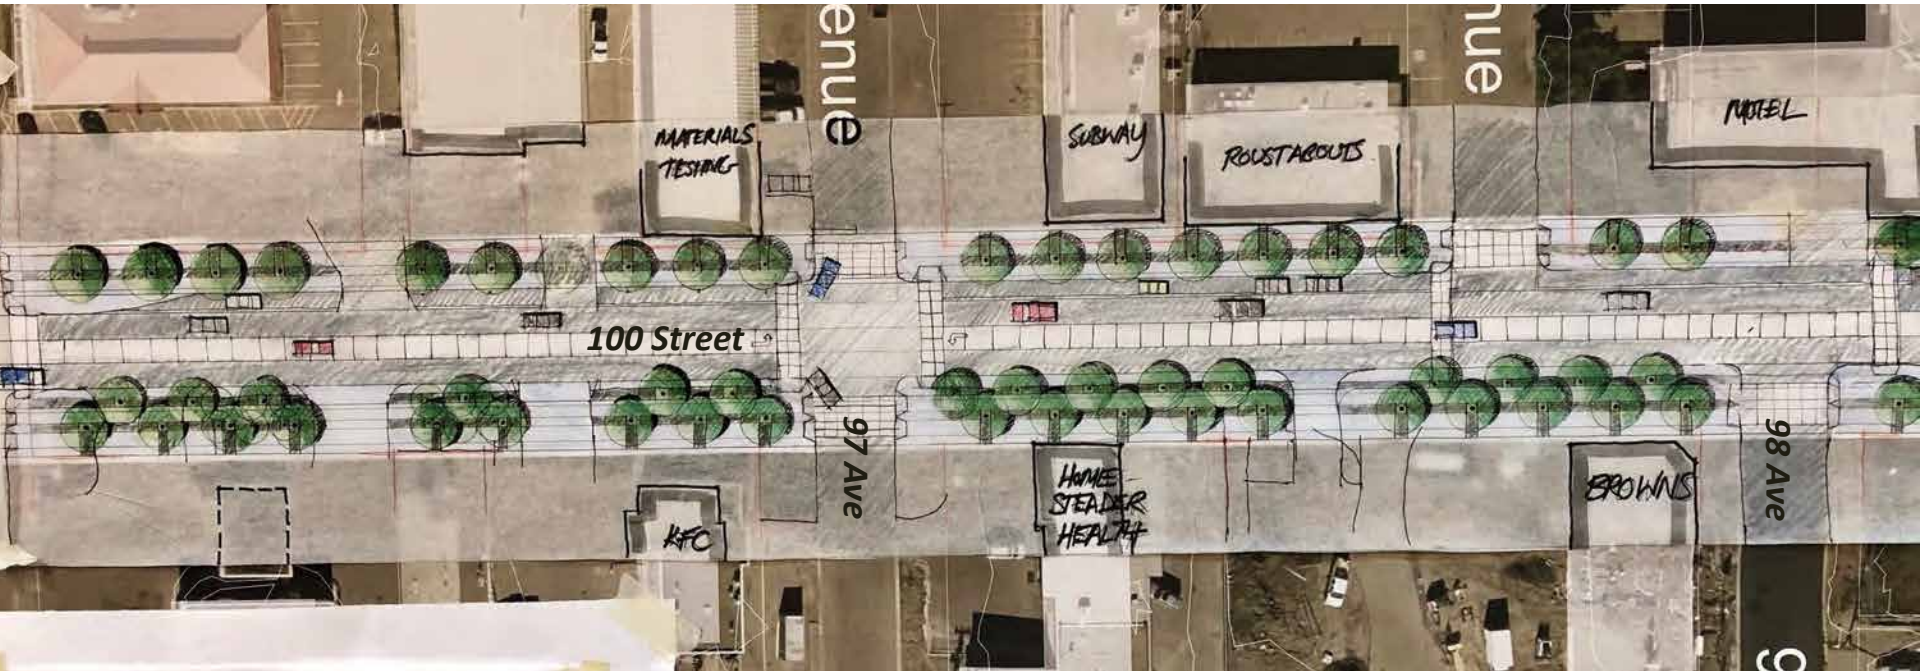 enue
nue
MATERIALS
TESTING
SUBWAY
ROUSTABOUTS
MOTEL
100 Street
97 Ave
98 Ave
KFC
HOME-
STEADER
HEALTH
BROWNS
g